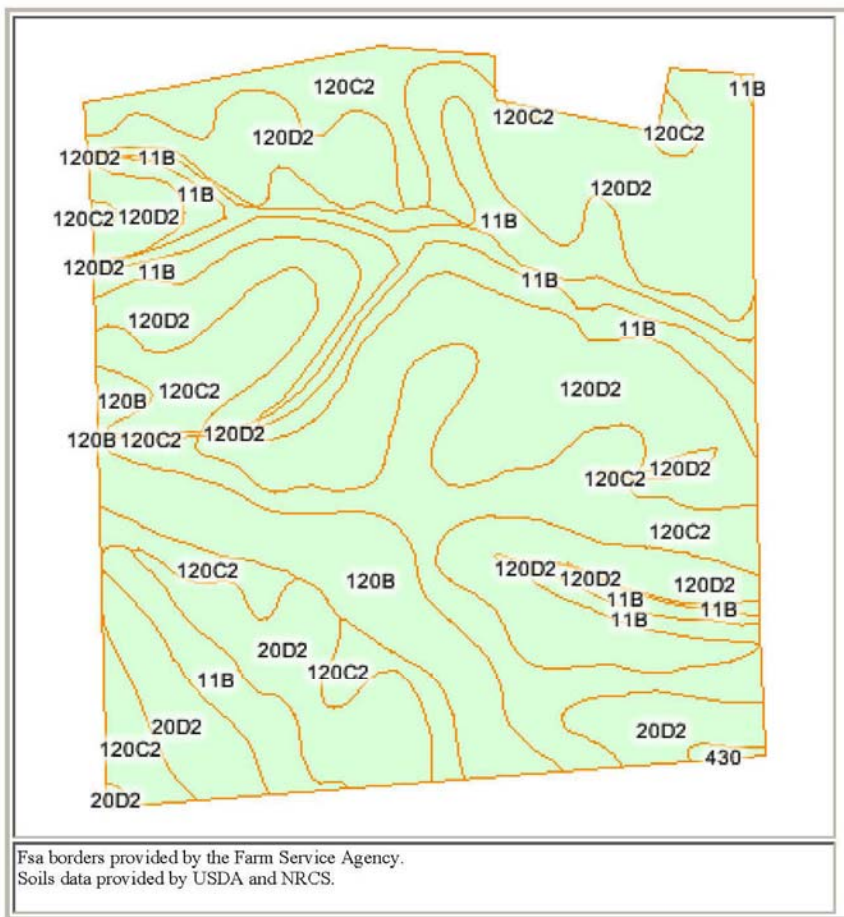 120C2
11B
120C2
120C2
120D2
120D2 11B
120D2
11B
120C2 120D2
11B
120D2
11B
11B
120D2
11B
120D2
120C2
120B
120B 120C2
120D2
120D2
120C2
120C2
120C2
120D2
120D2
120D2
120B
11B
11B
11B
20D2
120C2
11B
20D2
20D2
120C2
430
20D2
Fsa borders provided by the Farm Service Agency.
Soils data provided by USDA and NRCS.